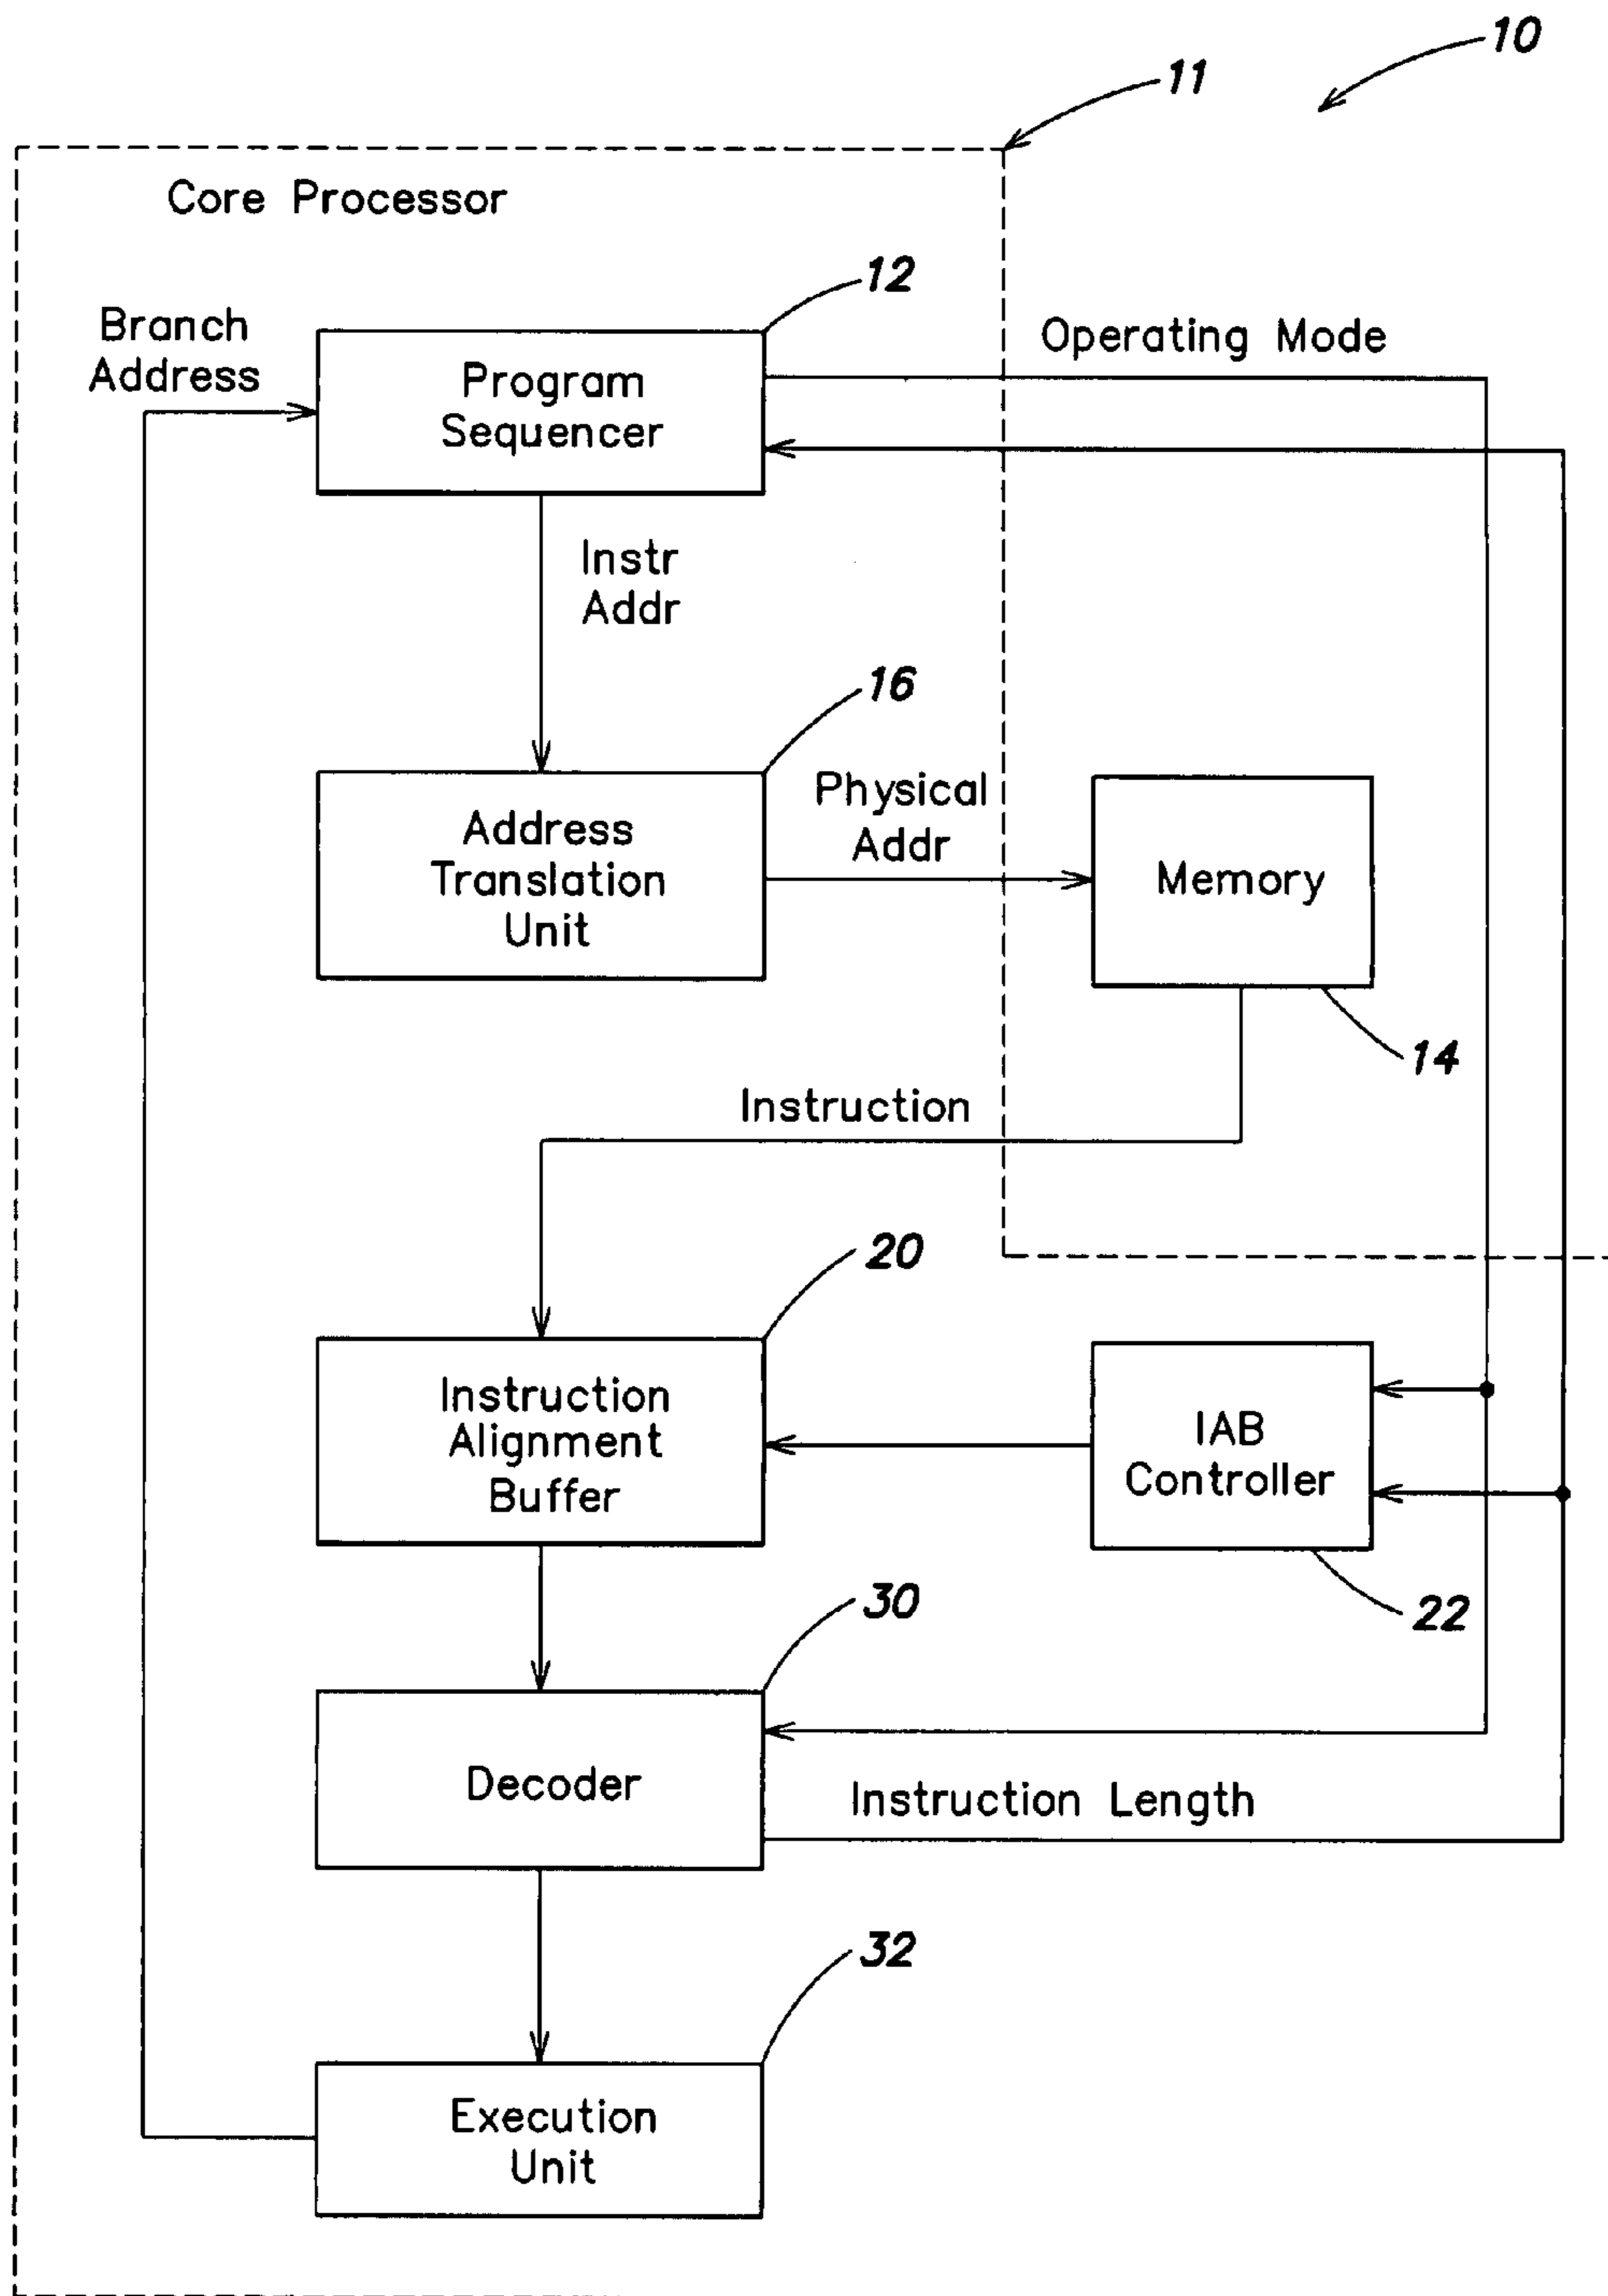 10
11
Core Processor
12
Branch
Address
Program
Sequencer
Operating Mode
Instr
Addr
16
Address
Translation
Unit
Physical
Addr
Memory
14
Instruction
20
Instruction
Alignment
Buffer
IAB
Controller
22
30
Decoder
Instruction Length
32
Execution
Unit